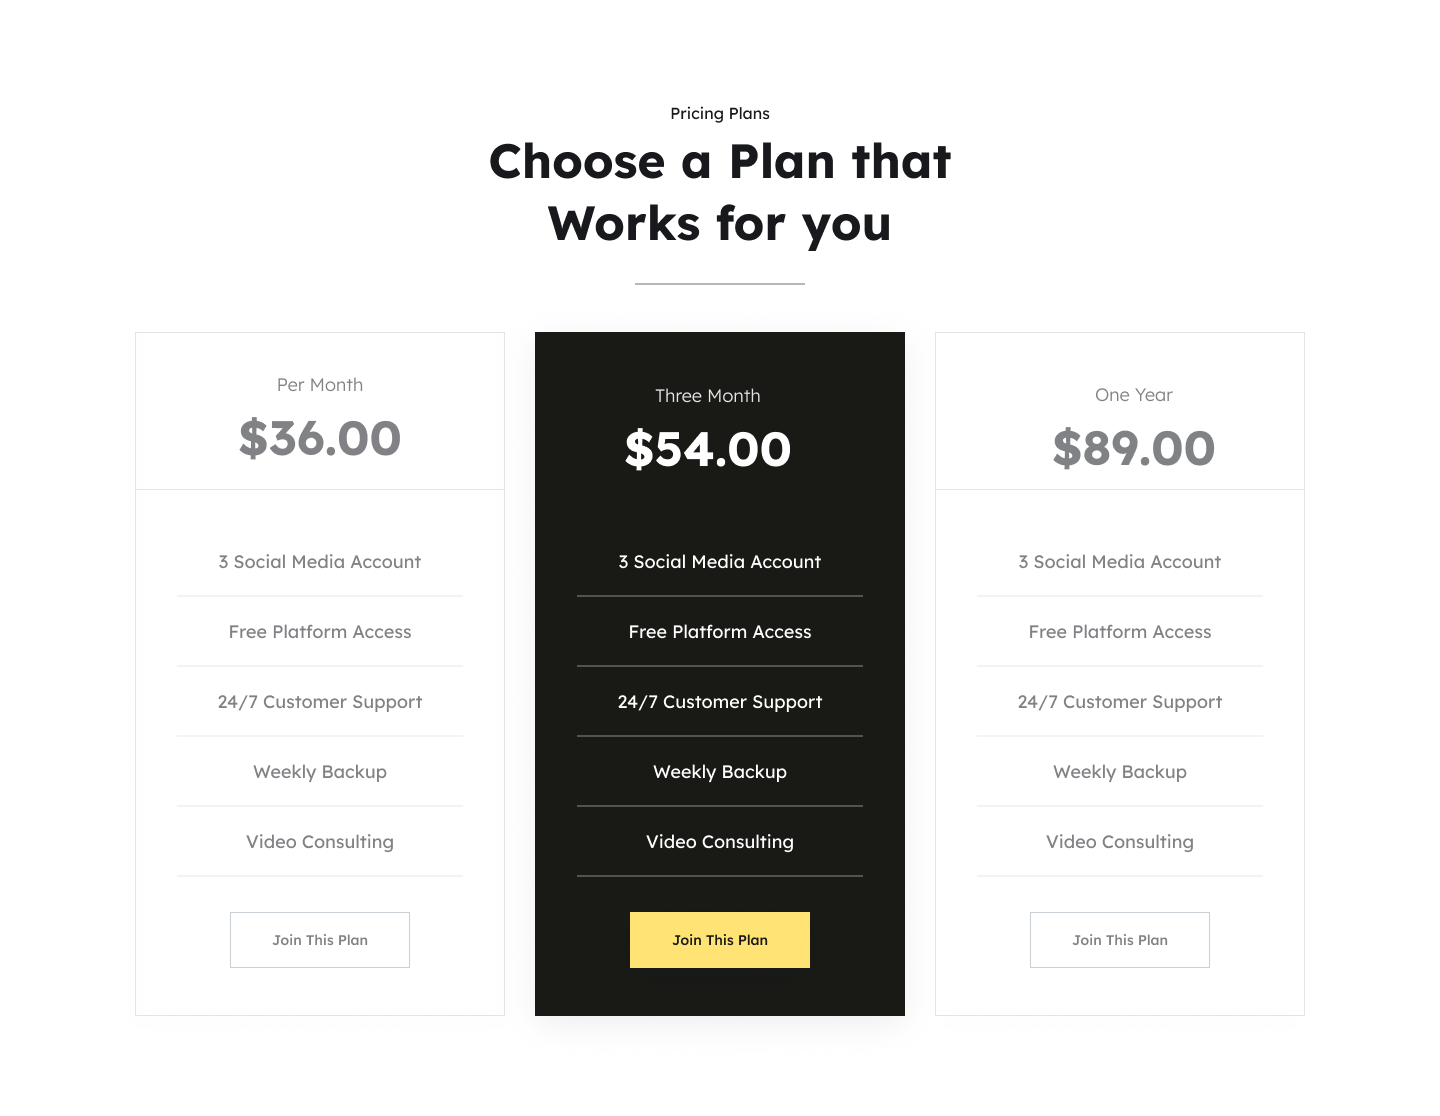 Pricing Plans
Choose a Plan that
Works for you
Per Month
$36.00
3 Social Media Account
Free Platform Access
24/7 Customer Support
Weekly Backup
Video Consulting
Join This Plan
Three Month
$54.00
3 Social Media Account
Free Platform Access
24/7 Customer Support
Weekly Backup
Video Consulting
Join This Plan
One Year
$89.00
3 Social Media Account
Free Platform Access
24/7 Customer Support
Weekly Backup
Video Consulting
Join This Plan